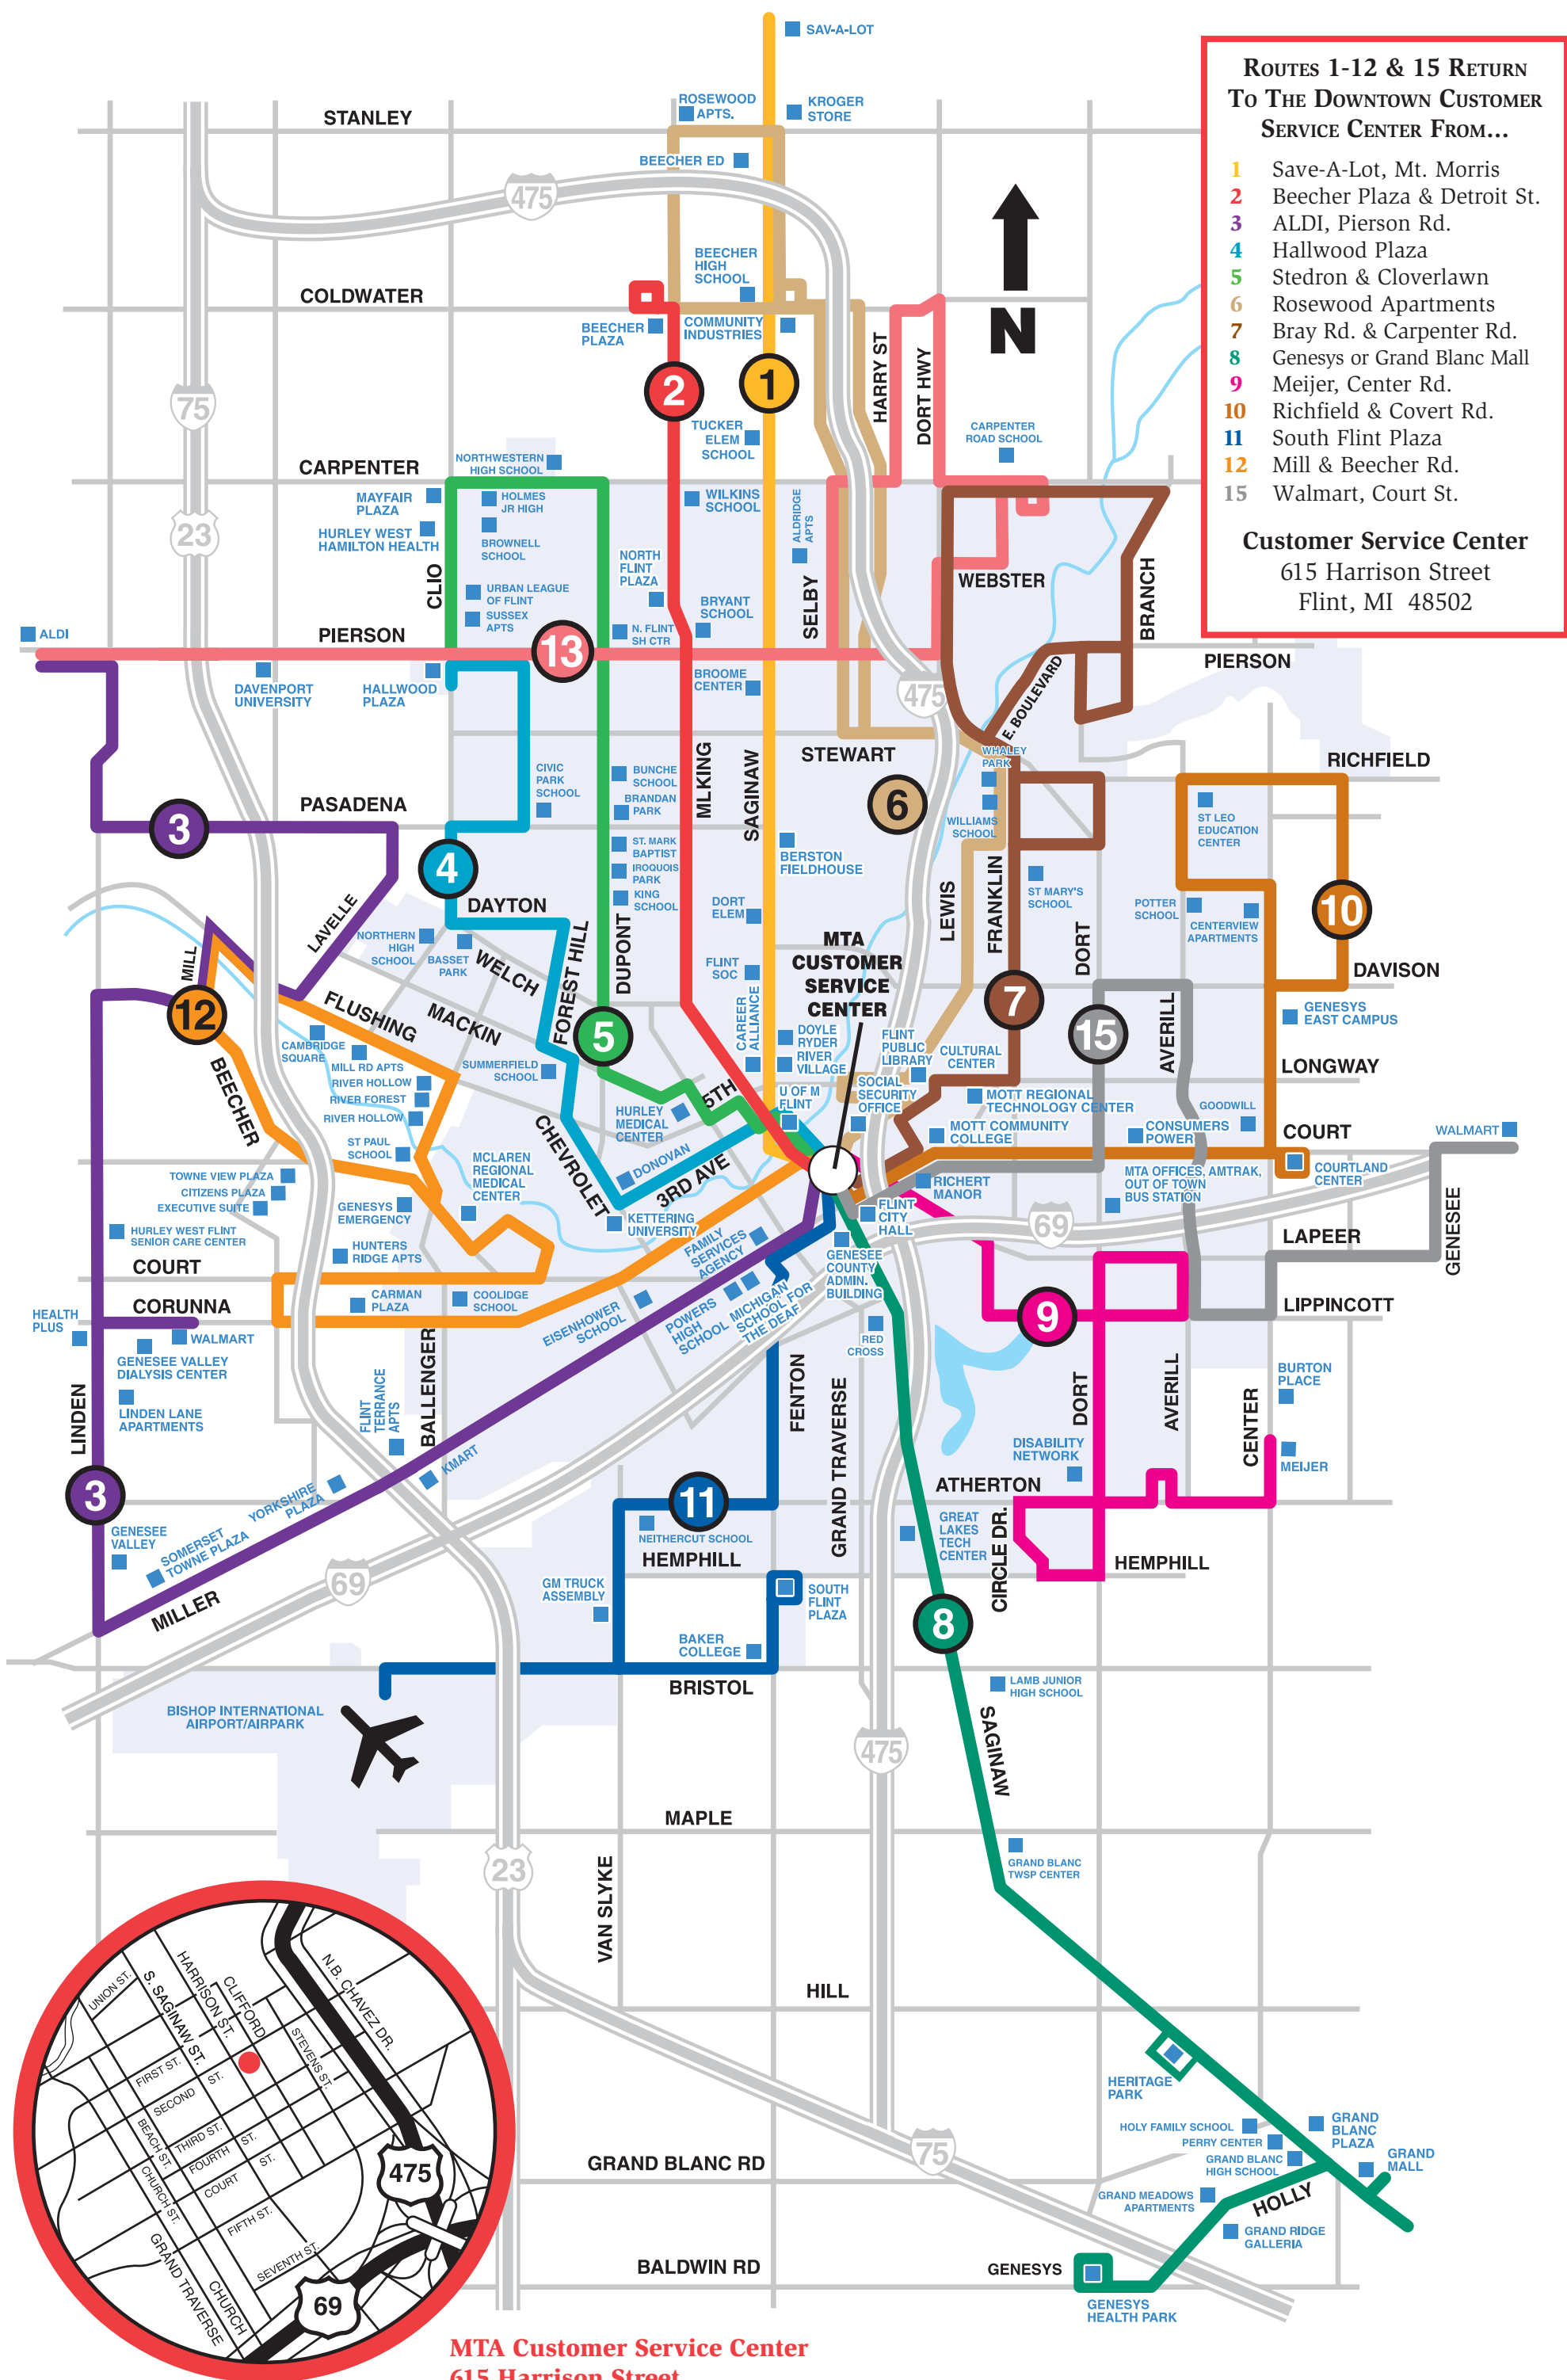 SAV-A-LOT
ROUTES 1-12 & 15 RETURN
TO THE DOWNTOWN CUSTOMER
SERVICE CENTER FROM...
1 Save-A-Lot, Mt. Morris
2 Beecher Plaza & Detroit St.
3 ALDI, Pierson Rd.
4 Hallwood Plaza
5 Stedron & Cloverlawn
6 Rosewood Apartments
7 Bray Rd. & Carpenter Rd.
8 Genesys or Grand Blanc Mall
9 Meijer, Center Rd.
10 Richfield & Covert Rd.
11 South Flint Plaza
12 Mill & Beecher Rd.
15 Walmart, Court St.
Customer Service Center
615 Harrison Street
Flint, MI 48502
ROSEWOOD
APTS.
KROGER
STORE
STANLEY
BEECHER ED
475
BEECHER
HIGH
SCHOOL
COLDWATER
N
BEECHER
PLAZA
COMMUNITY
INDUSTRIES
HARRY ST
DORT HWY
75
2
1
TUCKER
ELEM
SCHOOL
CARPENTER
ROAD SCHOOL
CARPENTER
NORTHWESTERN
HIGH SCHOOL
MAYFAIR
PLAZA
HOLMES
JR HIGH
WILKINS
SCHOOL
ALDRIDGE
APTS
23
HURLEY WEST
HAMILTON HEALTH
BROWNELL
SCHOOL
NORTH
FLINT
PLAZA
CLIO
URBAN LEAGUE
OF FLINT
SUSSEX
APTS
WEBSTER
BRANCH
SELBY
BRYANT
SCHOOL
ALDI
PIERSON
13
N. FLINT
SH CTR
PIERSON
DAVENPORT
UNIVERSITY
HALLWOOD
PLAZA
BROOME
CENTER
475
E. BOULEVARD
STEWART
WHALEY
PARK
RICHFIELD
CIVIC
PARK
SCHOOL
BUNCHE
SCHOOL
BRANDAN
PARK
MLKING
SAGINAW
6
PASADENA
3
WILLIAMS
SCHOOL
ST LEO
EDUCATION
CENTER
4
ST. MARK
BAPTIST
IROQUOIS
PARK
KING
SCHOOL
BERSTON
FIELDHOUSE
ST MARY'S
SCHOOL
DAYTON
DORT
ELEM
LEWIS
FRANKLIN
DORT
POTTER
SCHOOL
CENTERVIEW
APARTMENTS
10
LAVELLE
NORTHERN
HIGH
SCHOOL
BASSET
PARK
WELCH
FOREST HILL
DUPONT
MTA
CUSTOMER
SERVICE
CENTER
MILL
FLINT
SOC
DAVISON
12
FLUSHING
MACKIN
5
CAREER
ALLIANCE
7
15
AVERILL
GENESYS
EAST CAMPUS
CAMBRIDGE
SQUARE
MILL RD APTS
RIVER HOLLOW
RIVER FOREST
RIVER HOLLOW
SUMMERFIELD
SCHOOL
DOYLE
RYDER
RIVER
VILLAGE
FLINT
PUBLIC
LIBRARY
CULTURAL
CENTER
LONGWAY
BEECHER
5TH
U OF M
FLINT
SOCIAL
SECURITY
OFFICE
MOTT REGIONAL
TECHNOLOGY CENTER
GOODWILL
HURLEY
MEDICAL
CENTER
MOTT COMMUNITY
COLLEGE
CONSUMERS
POWER
COURT
WALMART
ST PAUL
SCHOOL
CHEVROLET
DONOVAN
3RD AVE
MTA OFFICES, AMTRAK,
OUT OF TOWN
BUS STATION
COURTLAND
CENTER
TOWNE VIEW PLAZA
CITIZENS PLAZA
EXECUTIVE SUITE
MCLAREN
REGIONAL
MEDICAL
CENTER
RICHERT
MANOR
GENESYS
EMERGENCY
KETTERING
UNIVERSITY
FLINT
CITY
HALL
69
HURLEY WEST FLINT
SENIOR CARE CENTER
HUNTERS
RIDGE APTS
FAMILY
SERVICES
AGENCY
GENESEE
COUNTY
ADMIN.
BUILDING
LAPEER
GENESEE
COURT
CORUNNA
CARMAN
PLAZA
COOLIDGE
SCHOOL
EISENHOWER
SCHOOL
POWERS
HIGH
SCHOOL
MICHIGAN
SCHOOL FOR
THE DEAF
LIPPINCOTT
9
HEALTH
PLUS
WALMART
GENESEE VALLEY
DIALYSIS CENTER
RED
CROSS
LINDEN LANE
APARTMENTS
LINDEN
FLINT
TERRANCE
APTS
BALLENGER
FENTON
GRAND TRAVERSE
DORT
AVERILL
CENTER
BURTON
PLACE
DISABILITY
NETWORK
MEIJER
KMART
3
YORKSHIRE
PLAZA
ATHERTON
11
GENESEE
VALLEY
SOMERSET
TOWNE PLAZA
NEITHERCUT SCHOOL
GREAT
LAKES
TECH
CENTER
CIRCLE DR.
HEMPHILL
HEMPHILL
69
MILLER
GM TRUCK
ASSEMBLY
SOUTH
FLINT
PLAZA
8
BAKER
COLLEGE
BRISTOL
LAMB JUNIOR
HIGH SCHOOL
BISHOP INTERNATIONAL
AIRPORT/AIRPARK
SAGINAW
475
MAPLE
23
VAN SLYKE
GRAND BLANC
TWSP CENTER
HILL
UNION ST.
S. SAGINAW ST.
HARRISON ST.
CLIFFORD
N.B. CHAVEZ DR.
STEVENS ST.
FIRST ST.
SECOND ST.
THIRD ST.
FOURTH ST.
COURT ST.
FIFTH ST.
SEVENTH ST.
BEACH ST.
CHURCH ST.
GRAND TRAVERSE
CHURCH
475
69
HERITAGE
PARK
HOLY FAMILY SCHOOL
PERRY CENTER
GRAND BLANC
HIGH SCHOOL
GRAND
BLANC
PLAZA
GRAND
MALL
75
GRAND BLANC RD
GRAND MEADOWS
APARTMENTS
HOLLY
GRAND RIDGE
GALLERIA
BALDWIN RD
GENESYS
GENESYS
HEALTH PARK
MTA Customer Service Center
615 Harrison Street